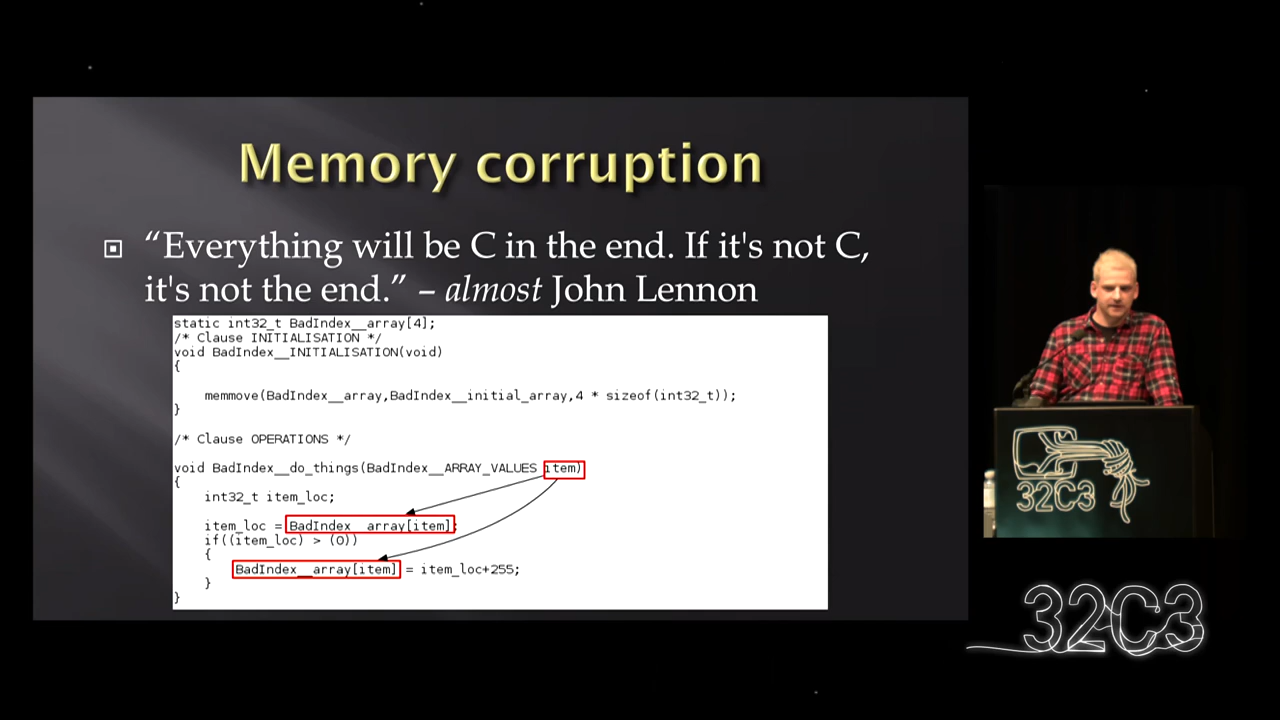 Memory corruption
“Everything will be C in the end. If it's not C,
it's not the end.” – almost John Lennon
static int32_t BadIndex__array[4];
/* Clause INITIALISATION */
void BadIndex__INITIALISATION(void)
{
memmove(BadIndex__array,BadIndex__initial_array,4 * sizeof(int32_t));
}
/* Clause OPERATIONS */
void BadIndex__do_things(BadIndex__ARRAY_VALUES item)
{
int32_t item_loc;
item_loc = BadIndex__array[item];
if((item_loc) > (0))
{
BadIndex__array[item] = item_loc+255;
}
}
32C3
32C3